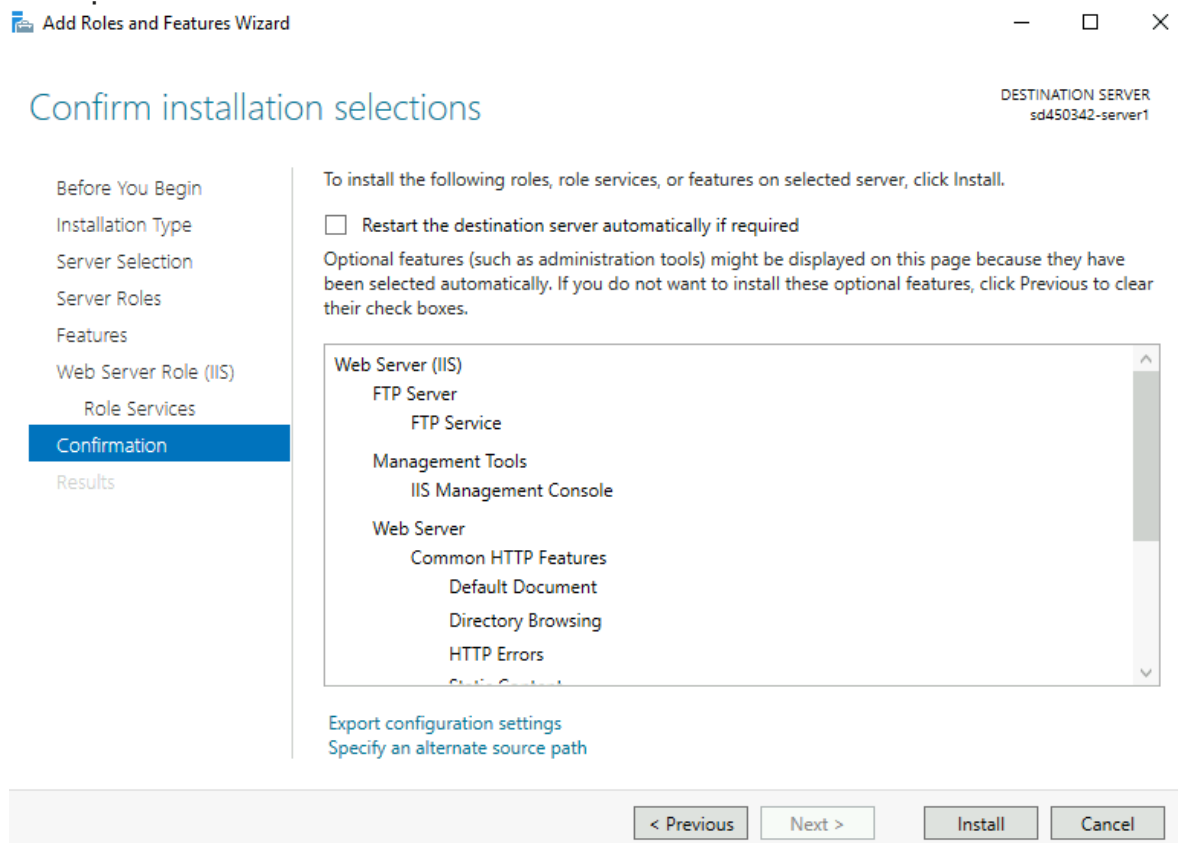 Add Roles and Features Wizard
Confirm installation selections
DESTINATION SERVER
sd450342-server1
Before You Begin
Installation Type
Server Selection
Server Roles
Features
Web Server Role (IIS)
Role Services
Confirmation
Results
To install the following roles, role services, or features on selected server, click Install.
Restart the destination server automatically if required
Optional features (such as administration tools) might be displayed on this page because they have
been selected automatically. If you do not want to install these optional features, click Previous to clear
their check boxes.
Web Server (IIS)
FTP Server
FTP Service
Management Tools
IIS Management Console
Web Server
Common HTTP Features
Default Document
Directory Browsing
HTTP Errors
Static Content
Export configuration settings
Specify an alternate source path
< Previous
Next >
Install
Cancel